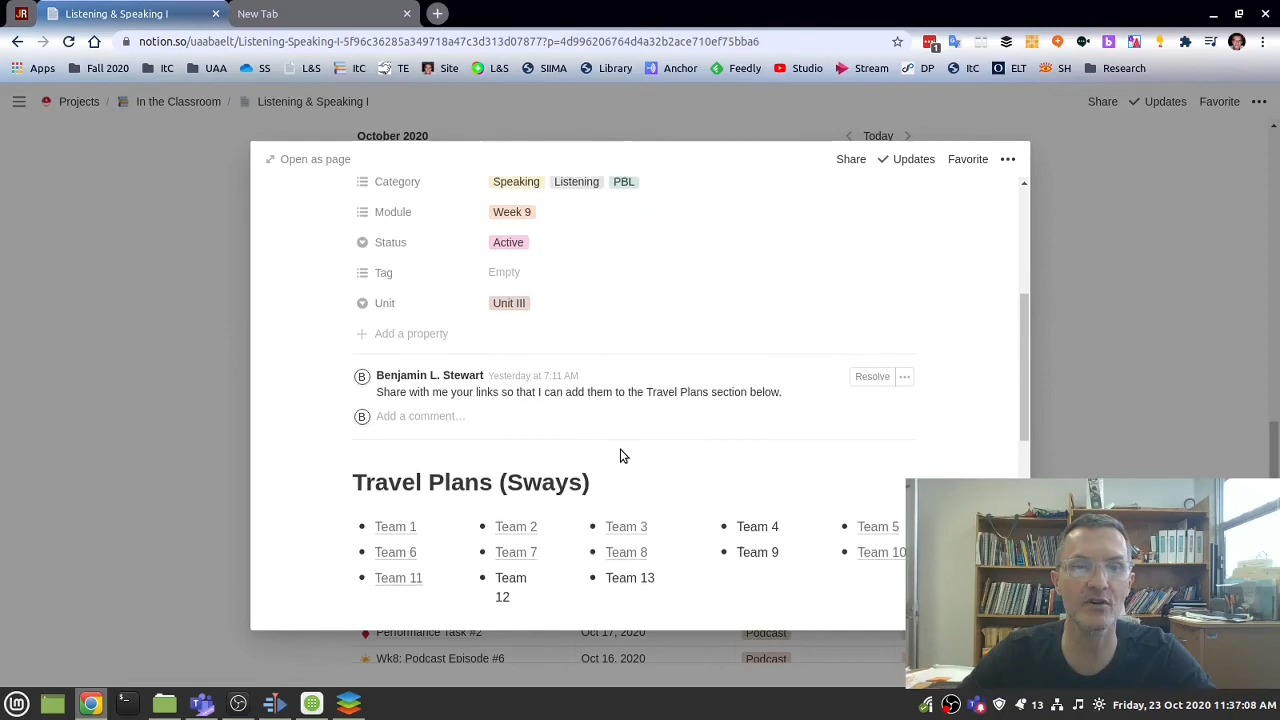 Listening & Speaking I
New Tab
notion.so/uaabaelt/Listening-Speaking-I-5f96c36285a349718a47c3d313d07877?p=4d996206764d4a32b2ace710ef75bba6
1
Apps Fall 2020 ItC UAA L&S ItC Site L&S SIIMA Library Anchor Feedly Studio Stream DP ItC ELT SH Research
Projects / In the Classroom / Listening & Speaking I
Share Updates Favorite
October 2020
Today
Open as page
Share Updates Favorite
Category Speaking Listening PBL
Module Week 9
Status Active
Tag Empty
Unit Unit III
Add a property
B Benjamin L. Stewart Yesterday at 7:11 AM
Resolve
Share with me your links so that I can add them to the Travel Plans section below.
B Add a comment…
Travel Plans (Sways)
Team 1 Team 2 Team 3 Team 4 Team 5
Team 6 Team 7 Team 8 Team 9 Team 10
Team 11 Team 12 Team 13
Performance Task #2 Oct 17, 2020 Podcast
Wk8: Podcast Episode #6 Oct 16, 2020 Podcast
Friday October 23, 11:37:08 AM